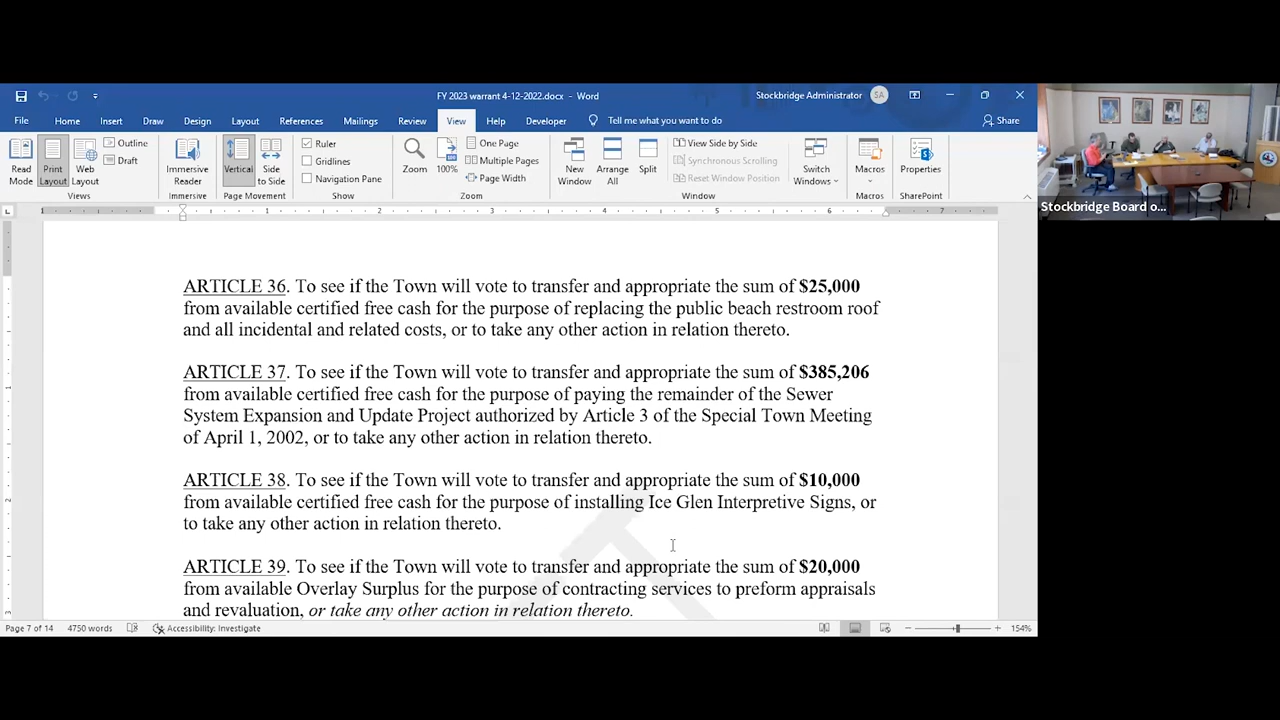 FY 2023 warrant 4-12-2022.docx - Word
Stockbridge Administrator SA
File Home Insert Draw Design Layout References Mailings Review View Help Developer Tell me what you want to do Share
Read Mode
Print Layout
Web Layout
Outline
Draft
Views
Immersive Reader
Immersive
Vertical
Side to Side
Page Movement
Ruler
Gridlines
Navigation Pane
Show
Zoom
100%
One Page
Multiple Pages
Page Width
Zoom
New Window
Arrange All
Split
View Side by Side
Synchronous Scrolling
Reset Window Position
Window
Switch Windows
Macros
Macros
Properties
SharePoint
Stockbridge Board o...
1 1 2 3 4 5 6 7
ARTICLE 36. To see if the Town will vote to transfer and appropriate the sum of $25,000
from available certified free cash for the purpose of replacing the public beach restroom roof
and all incidental and related costs, or to take any other action in relation thereto.
ARTICLE 37. To see if the Town will vote to transfer and appropriate the sum of $385,206
from available certified free cash for the purpose of paying the remainder of the Sewer
System Expansion and Update Project authorized by Article 3 of the Special Town Meeting
of April 1, 2002, or to take any other action in relation thereto.
ARTICLE 38. To see if the Town will vote to transfer and appropriate the sum of $10,000
from available certified free cash for the purpose of installing Ice Glen Interpretive Signs, or
to take any other action in relation thereto.
ARTICLE 39. To see if the Town will vote to transfer and appropriate the sum of $20,000
from available Overlay Surplus for the purpose of contracting services to preform appraisals
and revaluation, or take any other action in relation thereto.
Page 7 of 14 4750 words Accessibility: Investigate 154%